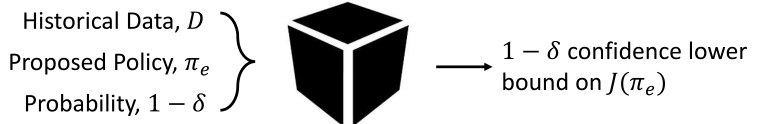 Historical Data, D
Proposed Policy, πₑ
Probability, 1 − δ
1 − δ confidence lower
bound on J(πₑ)